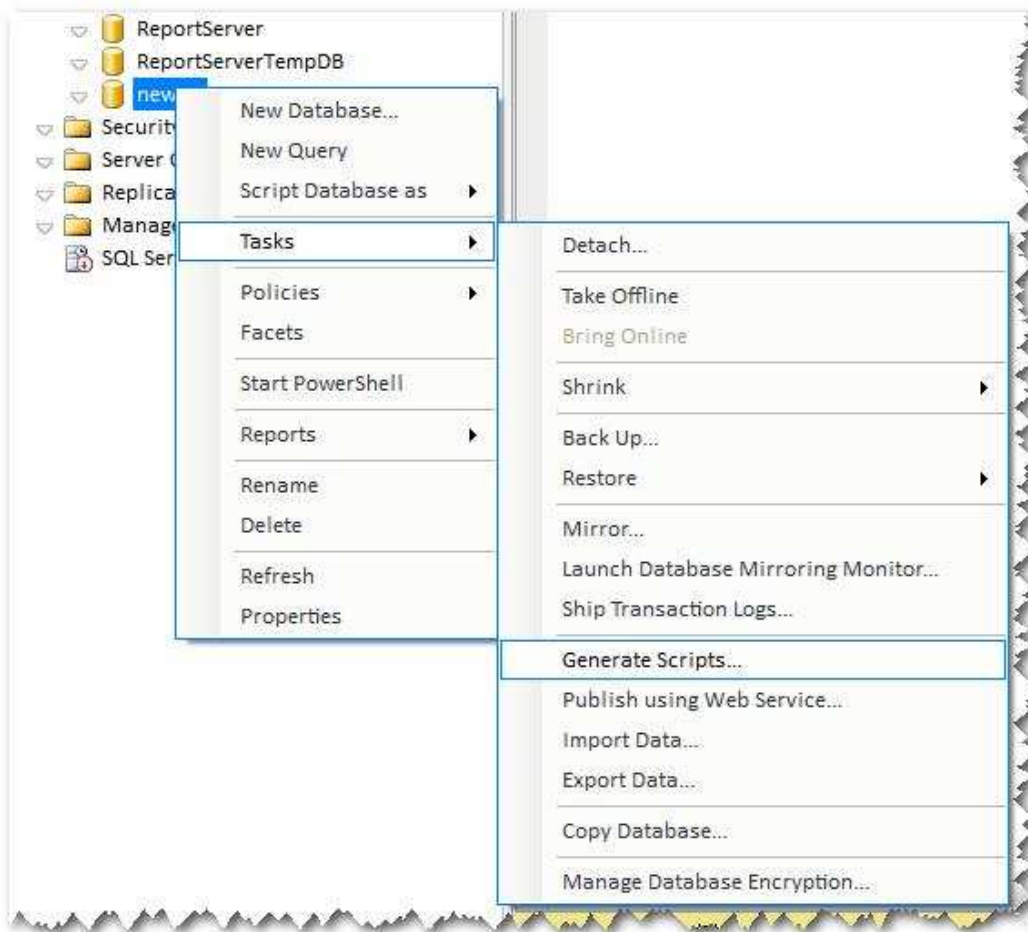 ReportServer
ReportServerTempDB
new
Securit
Server
Replica
Manag
SQL Ser
New Database...
New Query
Script Database as
Tasks
Policies
Facets
Start PowerShell
Reports
Rename
Delete
Refresh
Properties
Detach...
Take Offline
Bring Online
Shrink
Back Up...
Restore
Mirror...
Launch Database Mirroring Monitor...
Ship Transaction Logs...
Generate Scripts...
Publish using Web Service...
Import Data...
Export Data...
Copy Database...
Manage Database Encryption...